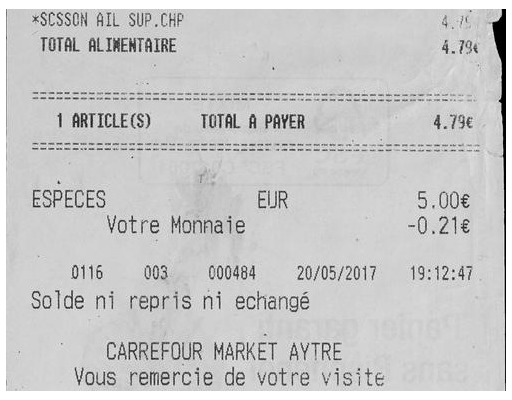 *SCSSON AIL SUP.CHP 4.79
TOTAL ALIMENTAIRE 4.79€
1 ARTICLE(S) TOTAL A PAYER 4.79€
ESPECES EUR 5.00€
Votre Monnaie -0.21€
0116 003 000484 20/05/2017 19:12:47
Solde ni repris ni echangé
CARREFOUR MARKET AYTRE
Vous remercie de votre visite